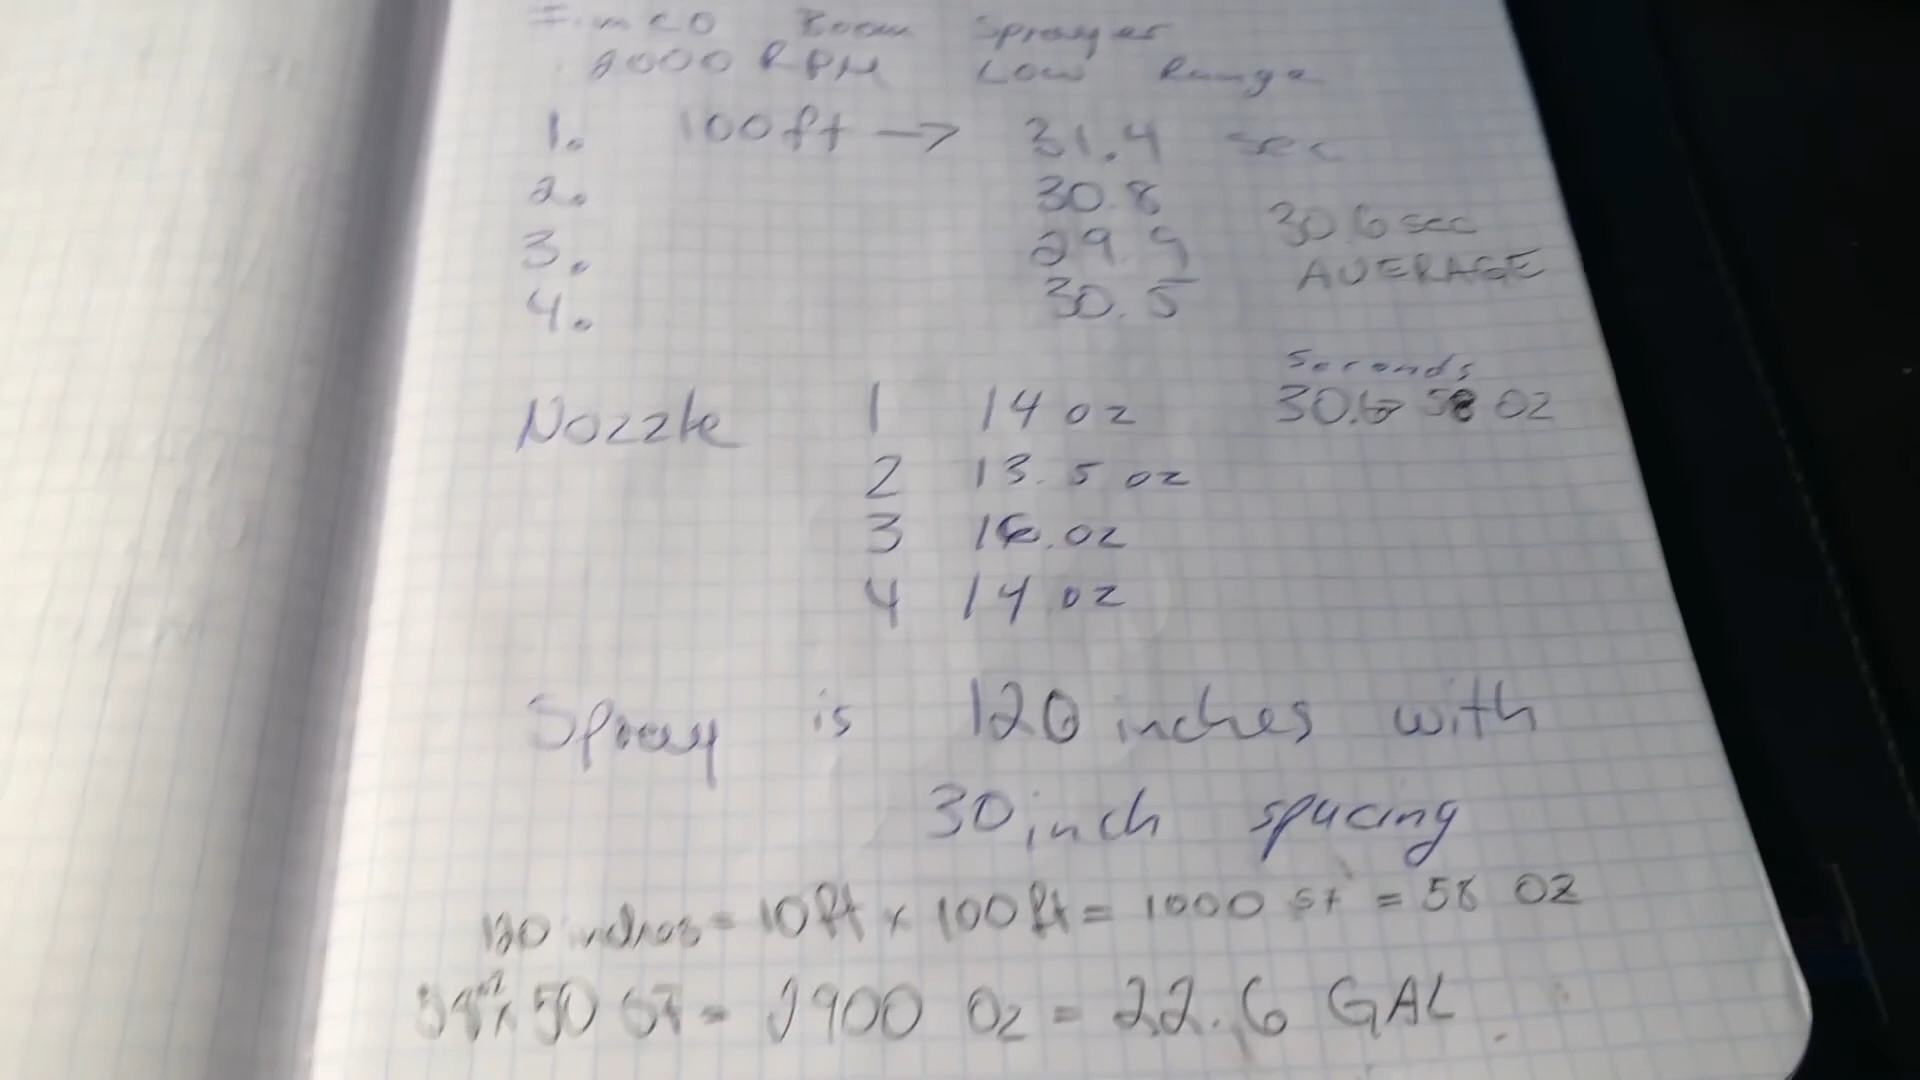 Fimco Boom Sprayer
2000 RPM Low Range
1. 100ft → 31.4 sec
2. 30.8
30.6 sec
3. 29.9
AVERAGE
4. 30.5
Seconds
Nozzle 1 14 oz 30.6 58 OZ
2 13.5 oz
3 16.oz
4 14 oz
Spray is 120 inches with
30 inch spacing
120 inches = 10ft x 100ft = 1000 sf = 58 OZ
58oz x 50 SF = 2900 Oz = 22.6 GAL